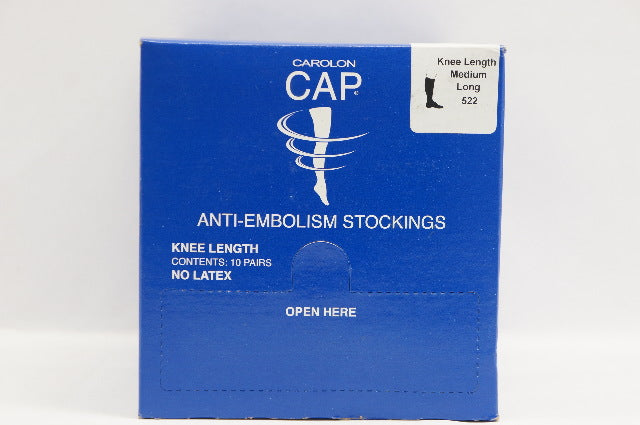 CAROLON
CAP®
Knee Length
Medium
Long
522
ANTI-EMBOLISM STOCKINGS
KNEE LENGTH
CONTENTS: 10 PAIRS
NO LATEX
OPEN HERE